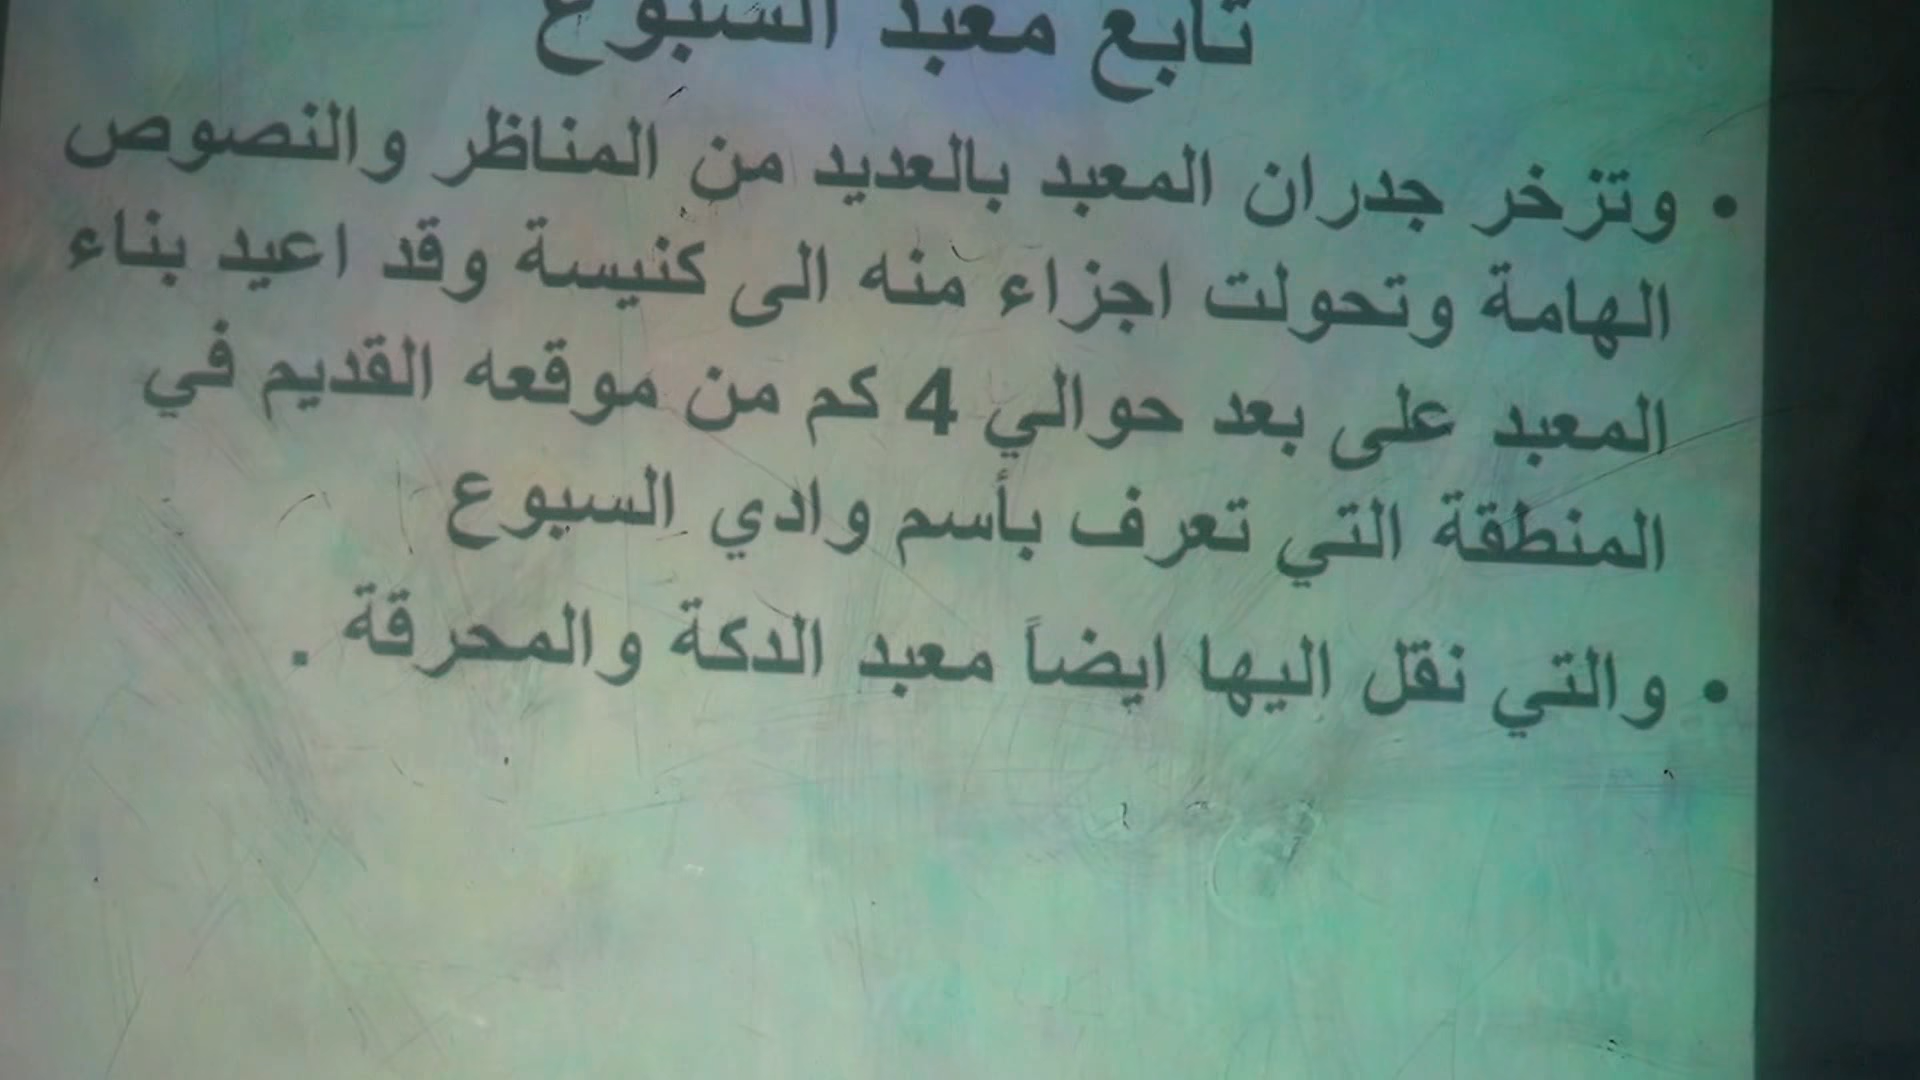 تابع معبد السبوع
• وتزخر جدران المعبد بالعديد من المناظر والنصوص
الهامة وتحولت اجزاء منه الى كنيسة وقد اعيد بناء
المعبد على بعد حوالي 4 كم من موقعه القديم في
المنطقة التي تعرف بأسم وادي السبوع
• والتي نقل اليها ايضاً معبد الدكة والمحرقة .